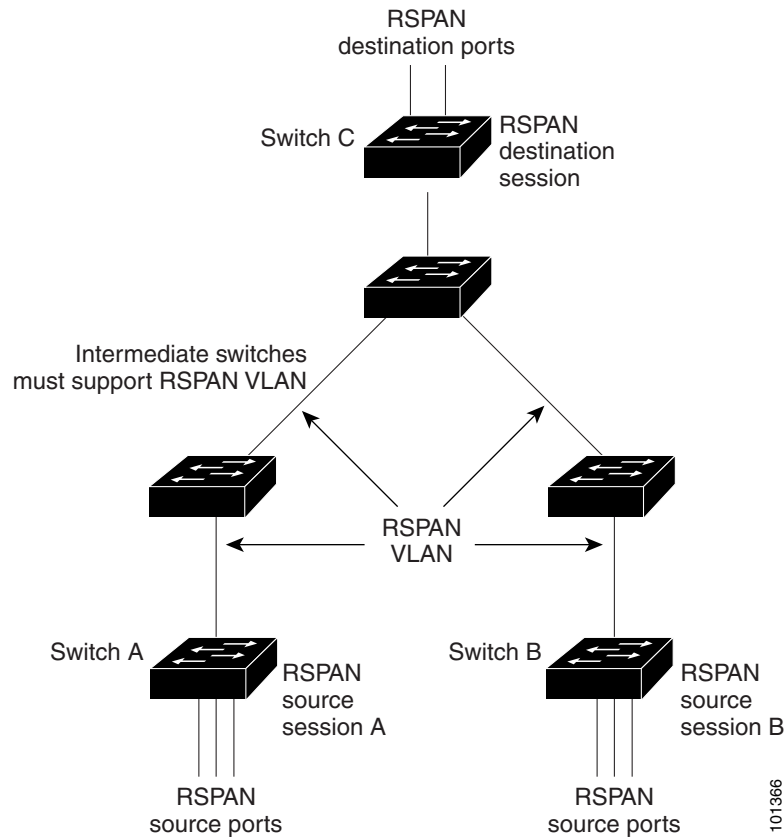 RSPAN
destination ports
Switch C
RSPAN
destination
session
Intermediate switches
must support RSPAN VLAN
RSPAN
VLAN
Switch A
RSPAN
source
session A
Switch B
RSPAN
source
session B
RSPAN
source ports
RSPAN
source ports
101366